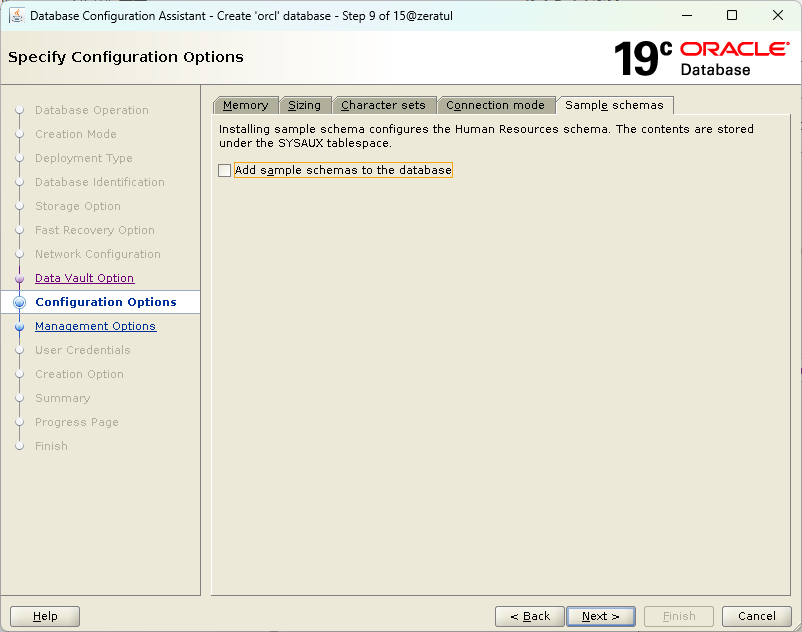 Database Configuration Assistant - Create 'orcl' database - Step 9 of 15@zeratul
Specify Configuration Options
19c ORACLE
Database
Database Operation
Creation Mode
Deployment Type
Database Identification
Storage Option
Fast Recovery Option
Network Configuration
Data Vault Option
Configuration Options
Management Options
User Credentials
Creation Option
Summary
Progress Page
Finish
Memory Sizing Character sets Connection mode Sample schemas
Installing sample schema configures the Human Resources schema. The contents are stored
under the SYSAUX tablespace.
Add sample schemas to the database
Help < Back Next > Finish Cancel